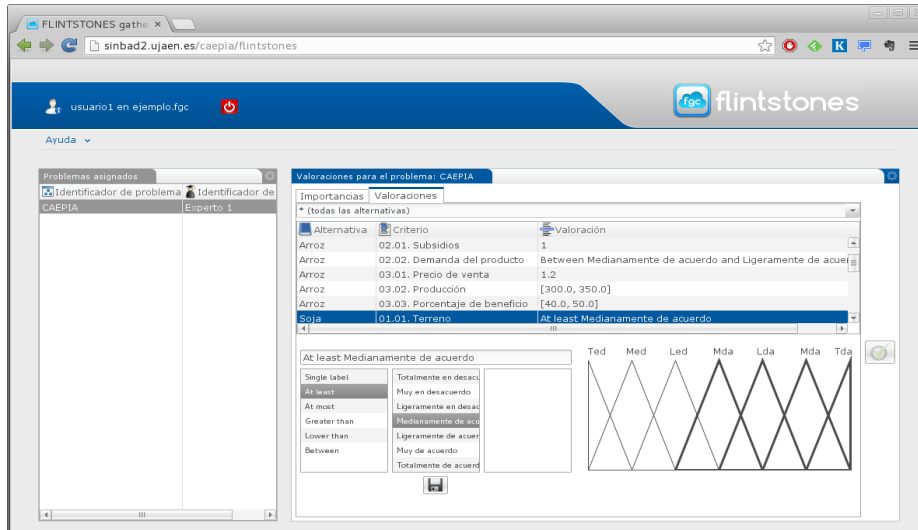 FLINTSTONES gathe
sinbad2.ujaen.es/caepia/flintstones
usuario1 en ejemplo.fgc
fgc flintstones
Ayuda
Problemas asignados
Identificador de problema Identificador de
CAEPIA Experto 1
Valoraciones para el problema: CAEPIA
Importancias Valoraciones
* (todas las alternativas)
Alternativa Criterio Valoración
Arroz 02.01. Subsidios 1
Arroz 02.02. Demanda del producto Between Medianamente de acuerdo and Ligeramente de acuer
Arroz 03.01. Precio de venta 1.2
Arroz 03.02. Producción [300.0, 350.0]
Arroz 03.03. Porcentaje de beneficio [40.0, 50.0]
Soja 01.01. Terreno At least Medianamente de acuerdo
At least Medianamente de acuerdo
Single label
At least
At most
Greater than
Lower than
Between
Totalmente en desacu
Muy en desacuerdo
Ligeramente en desac
Medianamente de acu
Ligeramente de acuer
Muy de acuerdo
Totalmente de acuerd
Ted Med Led Mda Lda Mda Tda